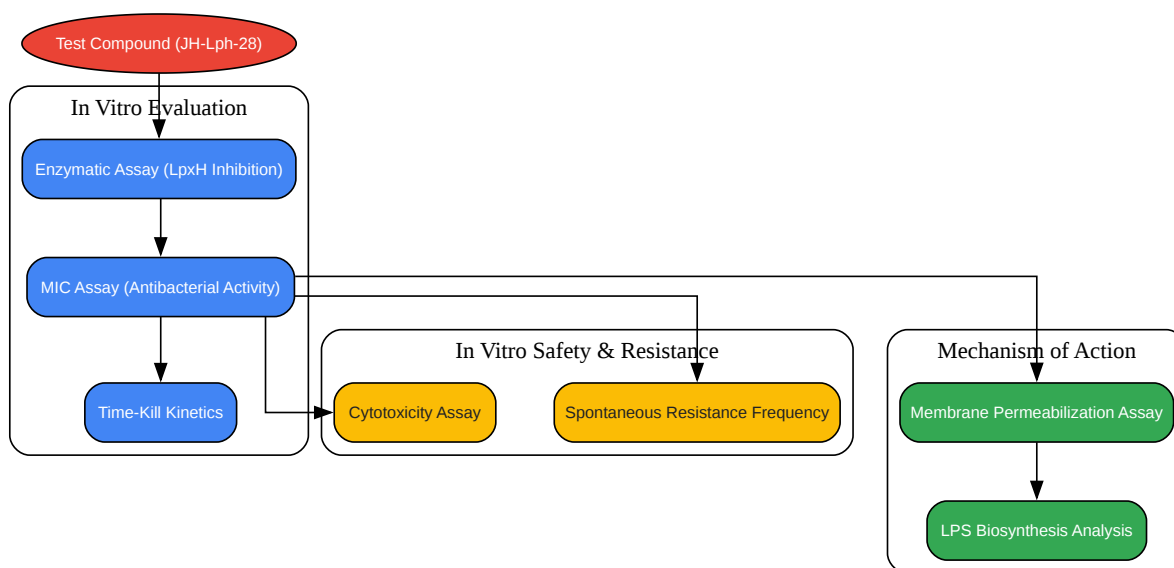 Test Compound (JH-Lph-28)
In Vitro Evaluation
Enzymatic Assay (LpxH Inhibition)
MIC Assay (Antibacterial Activity)
Time-Kill Kinetics
In Vitro Safety & Resistance
Cytotoxicity Assay
Spontaneous Resistance Frequency
Mechanism of Action
Membrane Permeabilization Assay
LPS Biosynthesis Analysis